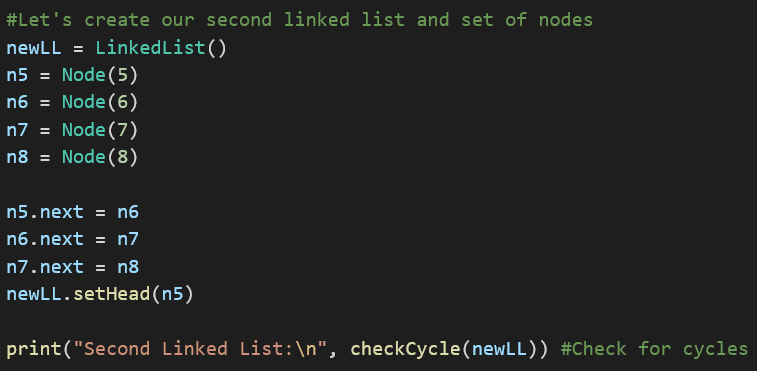 #Let's create our second linked list and set of nodes
newLL = LinkedList()
n5 = Node(5)
n6 = Node(6)
n7 = Node(7)
n8 = Node(8)

n5.next = n6
n6.next = n7
n7.next = n8
newLL.setHead(n5)

print("Second Linked List:\n", checkCycle(newLL)) #Check for cycles